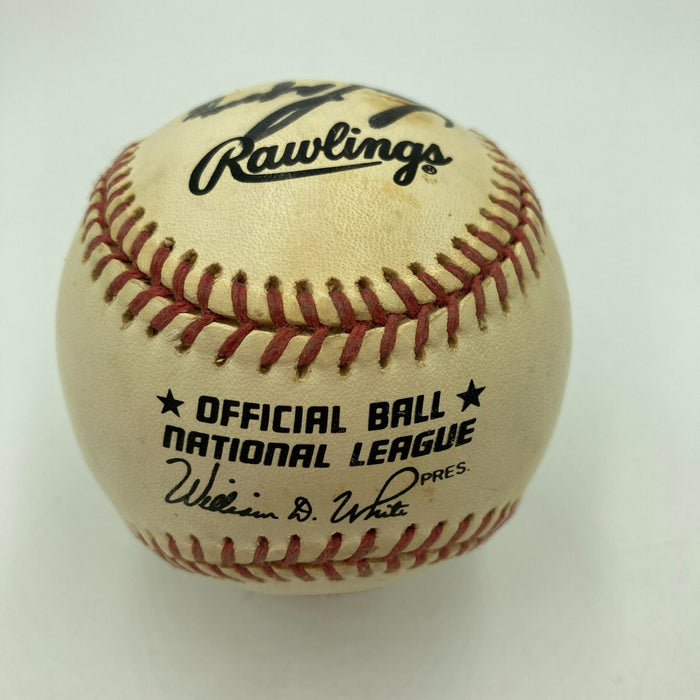 Rawlings®
★ OFFICIAL BALL ★
NATIONAL LEAGUE
William D. White PRES.